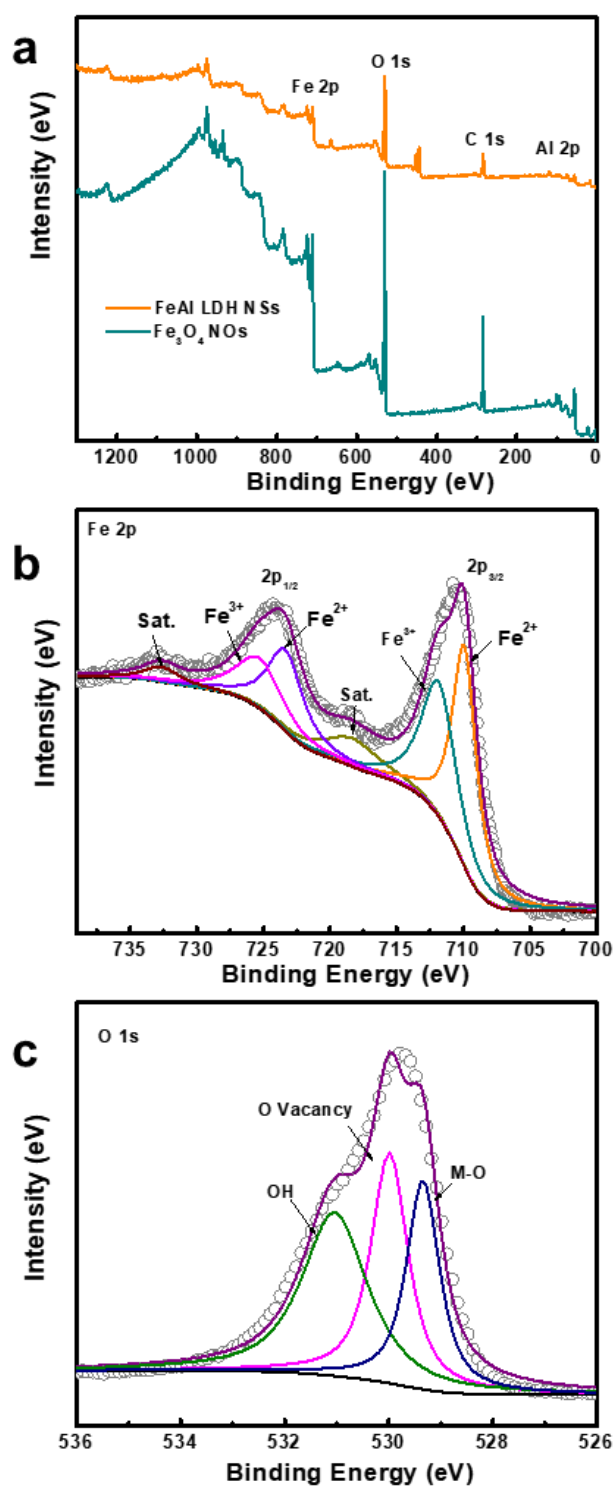 a
O 1s
Fe 2p
C 1s
Al 2p
Intensity (eV)
FeAl LDH NSs
Fe₃O₄ NOs
1200 1000 800 600 400 200 0
Binding Energy (eV)
Fe 2p
b
2p₁/₂
2p₃/₂
Sat.
Fe³⁺
Fe²⁺
Fe³⁺
Fe²⁺
Sat.
Intensity (eV)
735 730 725 720 715 710 705 700
Binding Energy (eV)
c
O 1s
O Vacancy
M-O
OH
Intensity (eV)
536 534 532 530 528 526
Binding Energy (eV)